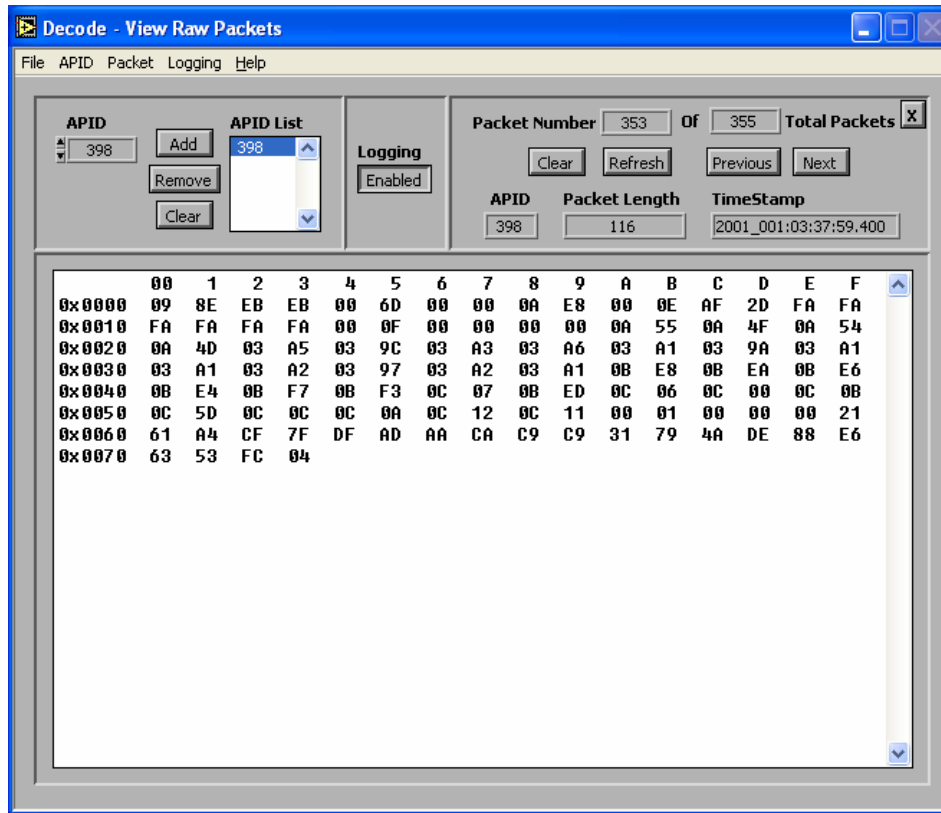 Decode - View Raw Packets
File APID Packet Logging Help
APID
398
Add
Remove
Clear
APID List
398
Logging
Enabled
Packet Number 353 Of 355 Total Packets X
Clear Refresh Previous Next
APID Packet Length TimeStamp
398 116 2001_001:03:37:59.400
00 1 2 3 4 5 6 7 8 9 A B C D E F
0x0000 09 8E EB EB 00 6D 00 00 0A E8 00 0E AF 2D FA FA
0x0010 FA FA FA FA 00 0F 00 00 00 00 0A 55 0A 4F 0A 54
0x0020 0A 4D 03 A5 03 9C 03 A3 03 A6 03 A1 03 9A 03 A1
0x0030 03 A1 03 A2 03 97 03 A2 03 A1 0B E8 0B EA 0B E6
0x0040 0B E4 0B F7 0B F3 0C 07 0B ED 0C 06 0C 00 0C 0B
0x0050 0C 5D 0C 0C 0C 0A 0C 12 0C 11 00 01 00 00 00 21
0x0060 61 A4 CF 7F DF AD AA CA C9 C9 31 79 4A DE 88 E6
0x0070 63 53 FC 04